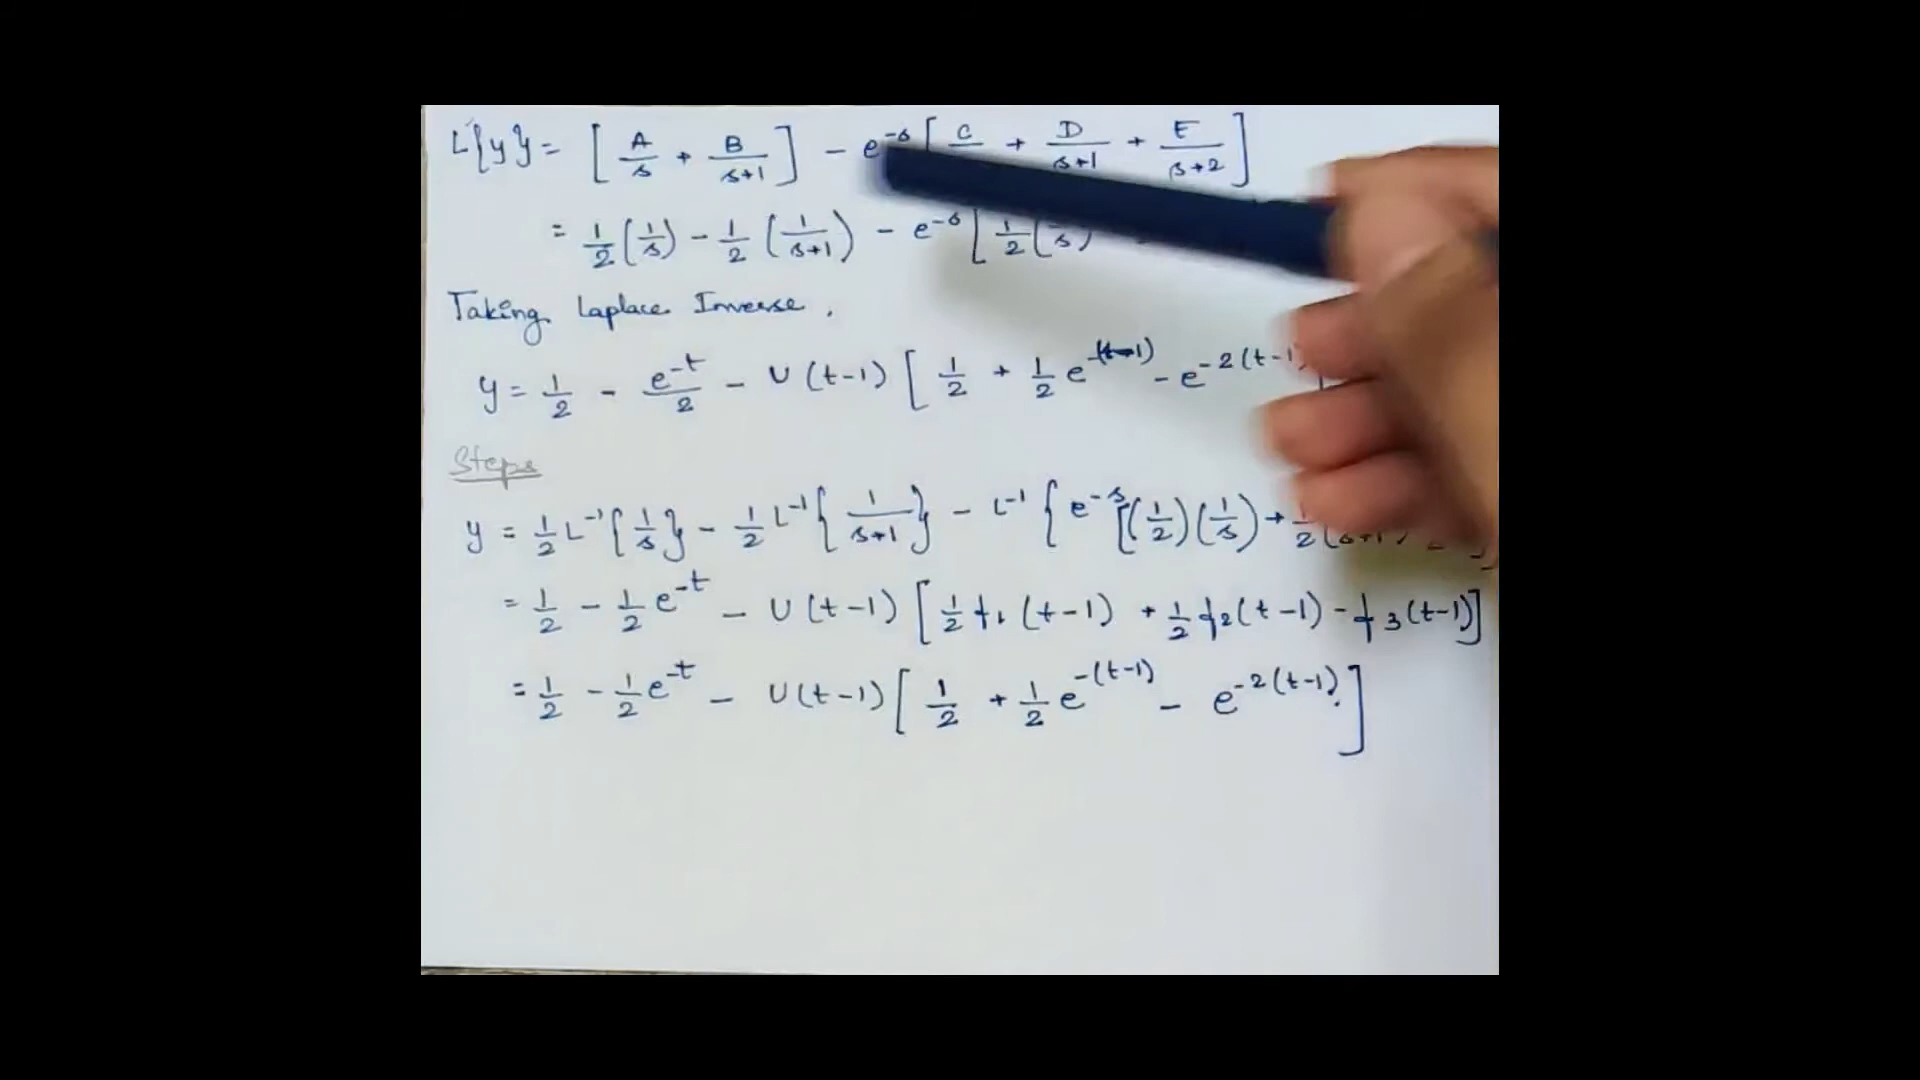 L{y} = [A/s + B/s+1] - e^-s [C + D/s+1 + E/s+2]
= 1/2 (1/s) - 1/2 (1/s+1) - e^-s [1/2 (1/s)
Taking Laplace Inverse.
y = 1/2 - e^-t/2 - U(t-1) [1/2 + 1/2 e^-(t-1) - e^-2(t-1)
Steps
y = 1/2 L^-1{1/s} - 1/2 L^-1{1/s+1} - L^-1{e^-s[(1/2)(1/s) + 1/2(
= 1/2 - 1/2 e^-t - U(t-1) [1/2 f1(t-1) + 1/2 f2(t-1) - f3(t-1)]
= 1/2 - 1/2 e^-t - U(t-1) [1/2 + 1/2 e^-(t-1) - e^-2(t-1)]